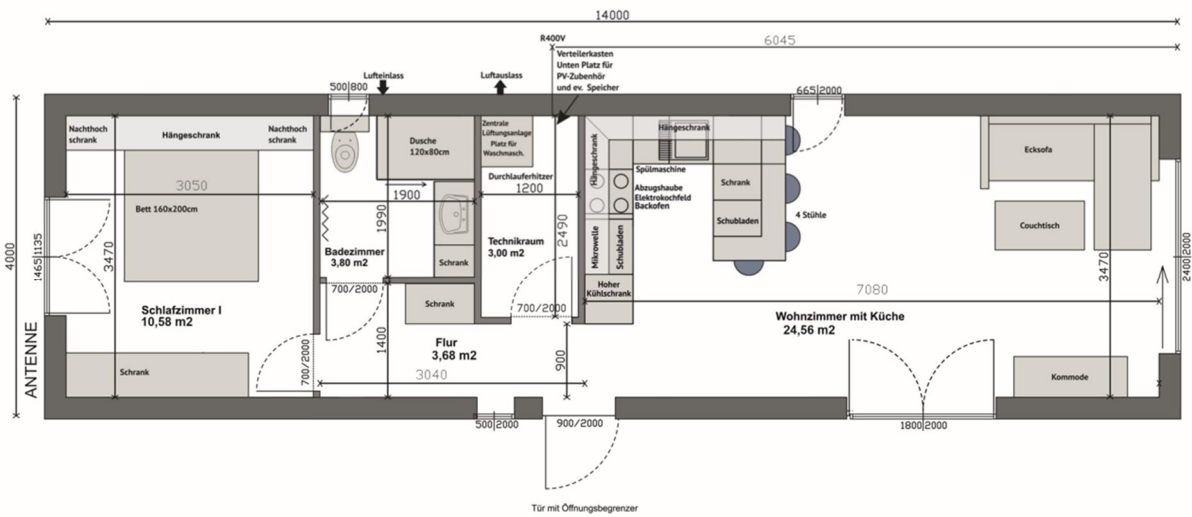 14000
6045
R400V
Verteilerkasten
Unten Platz für
PV-Zubenhör
und ev. Speicher
Lufteinlass
Luftauslass
500|800
665|2000
Nachthoch
schrank
Hängeschrank
Nachthoch
schrank
Dusche
120x80cm
Zentrale
Lüftungsanlage
Platz für
Waschmasch.
Durchlauferhitzer
1200
Hängeschrank
Hängeschrank
Spülmaschine
Abzugshaube
Elektrokochfeld
Backofen
Schrank
Schubladen
4 Stühle
Ecksofa
Couchtisch
3050
Bett 160x200cm
1900
1990
2490
4000
1465|1135
3470
Badezimmer
3,80 m2
Schrank
Technikraum
3,00 m2
Mikrowelle
Schubladen
Hoher
Kühlschrank
3470
2400|2000
700/2000
700/2000
7080
Schlafzimmer I
10,58 m2
Schrank
Wohnzimmer mit Küche
24,56 m2
ANTENNE
Schrank
700/2000
1400
Flur
3,68 m2
3040
900
Kommode
500|2000
900/2000
1800|2000
Tür mit Öffnungsbegrenzer